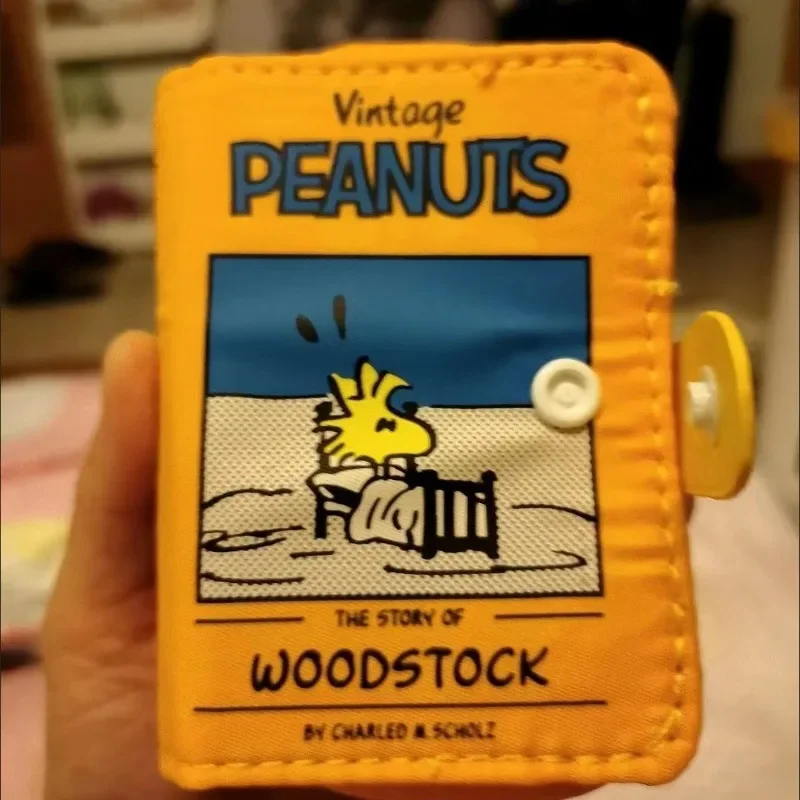 Vintage
PEANUTS
THE STORY OF
WOODSTOCK
BY CHARLED M. SCHOLZ